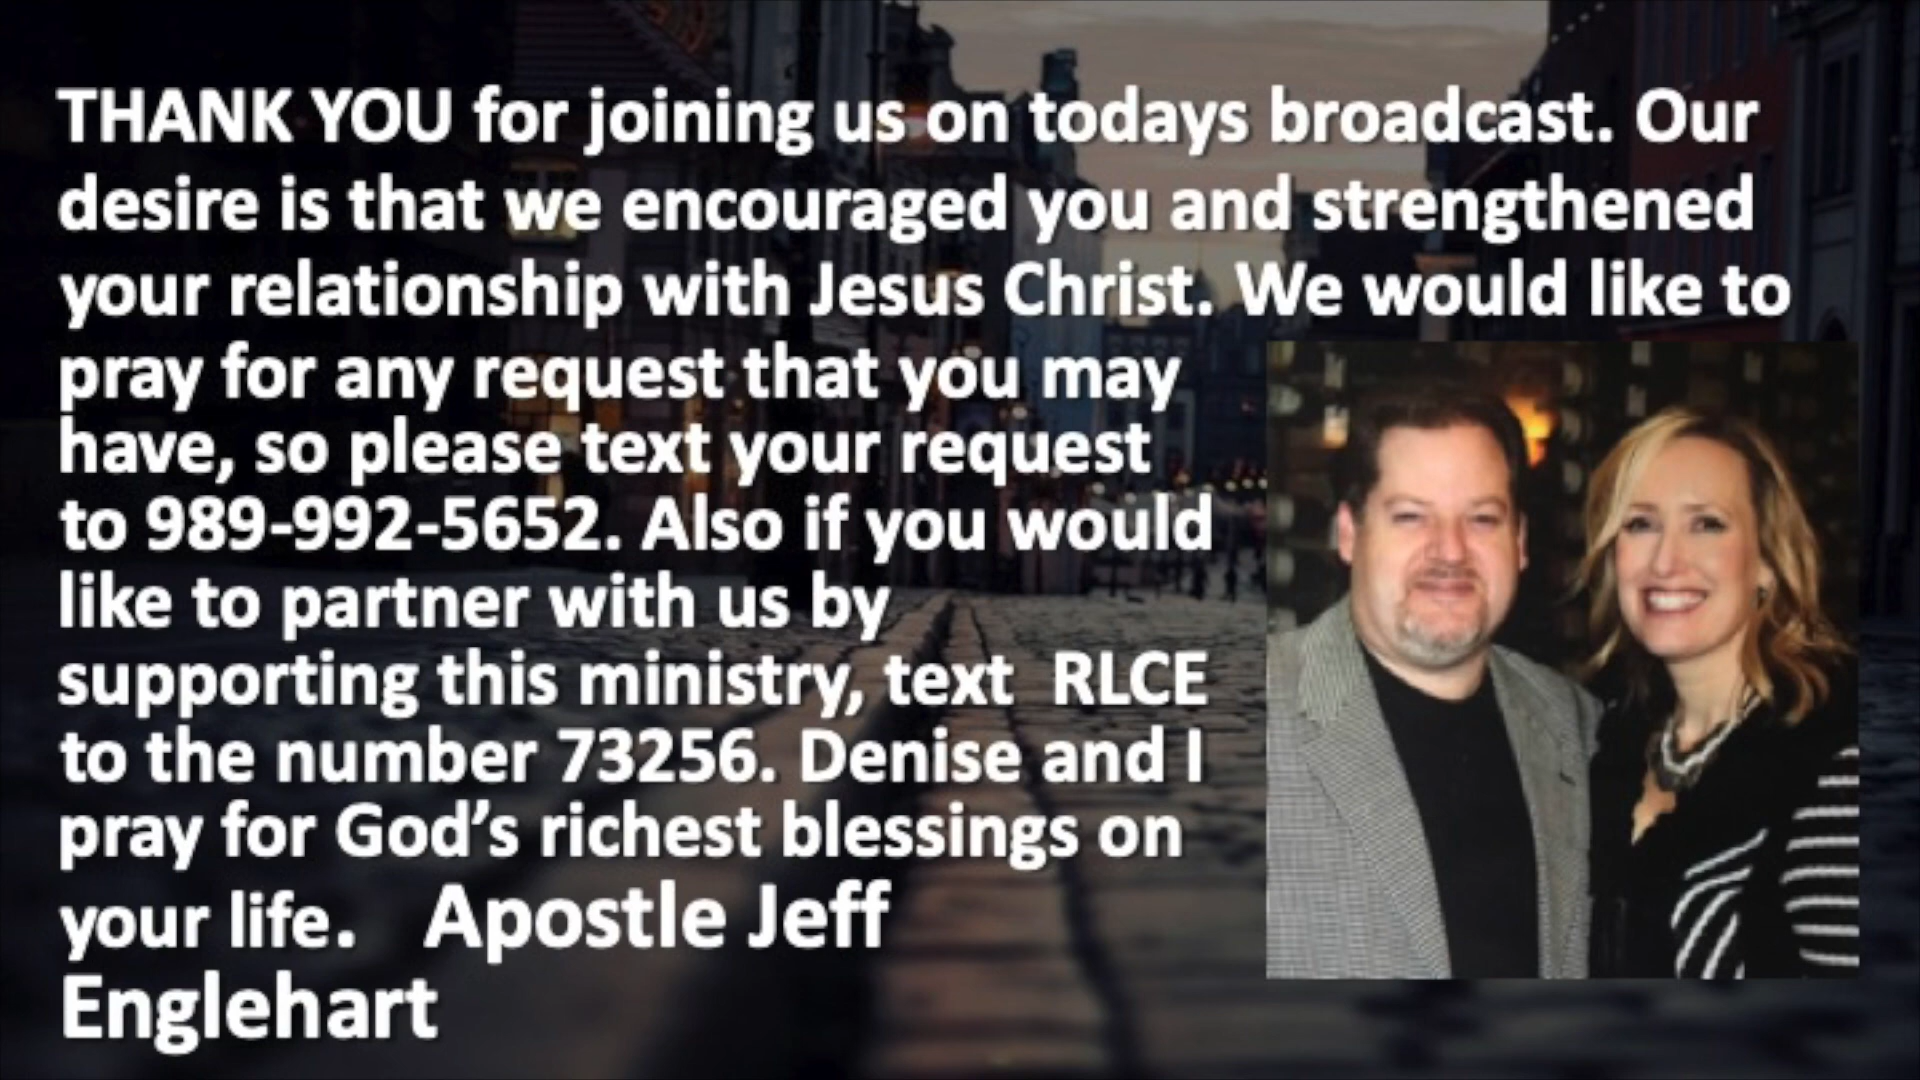 THANK YOU for joining us on todays broadcast. Our
desire is that we encouraged you and strengthened
your relationship with Jesus Christ. We would like to
pray for any request that you may
have, so please text your request
to 989-992-5652. Also if you would
like to partner with us by
supporting this ministry, text  RLCE
to the number 73256. Denise and I
pray for God’s richest blessings on
your life.   Apostle Jeff
Englehart